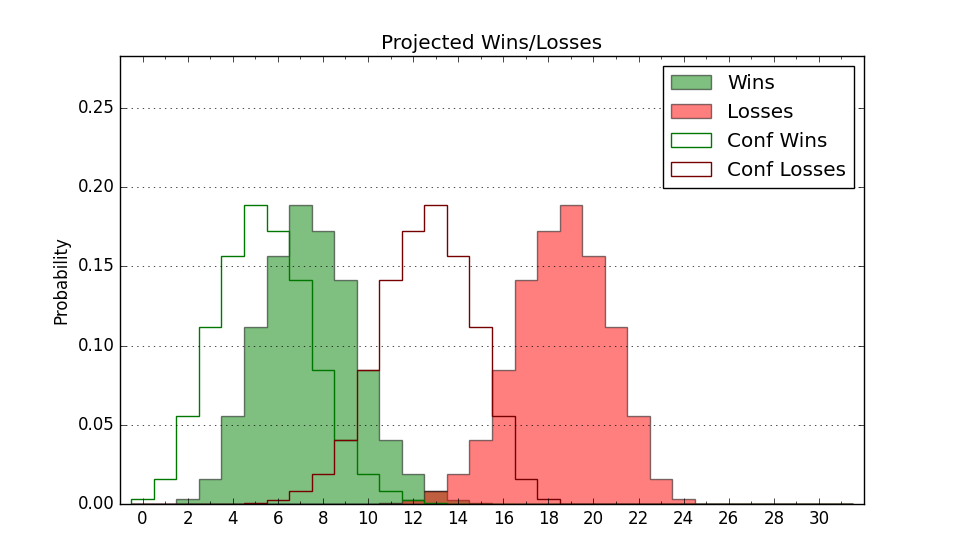 Projected Wins/Losses
Wins
Losses
Conf Wins
Conf Losses
Probability
0.25
0.20
0.15
0.10
0.05
0.00
0 2 4 6 8 10 12 14 16 18 20 22 24 26 28 30